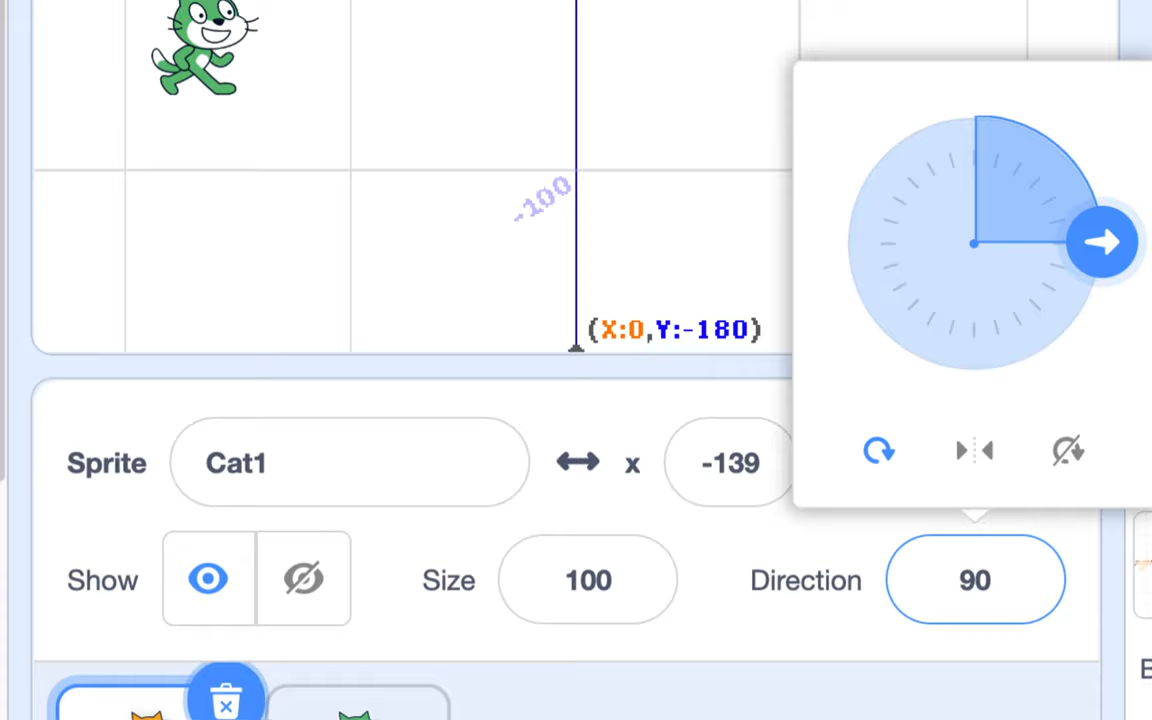 -100
(X:0,Y:-180)
Sprite Cat1 x -139
Show Size 100 Direction 90